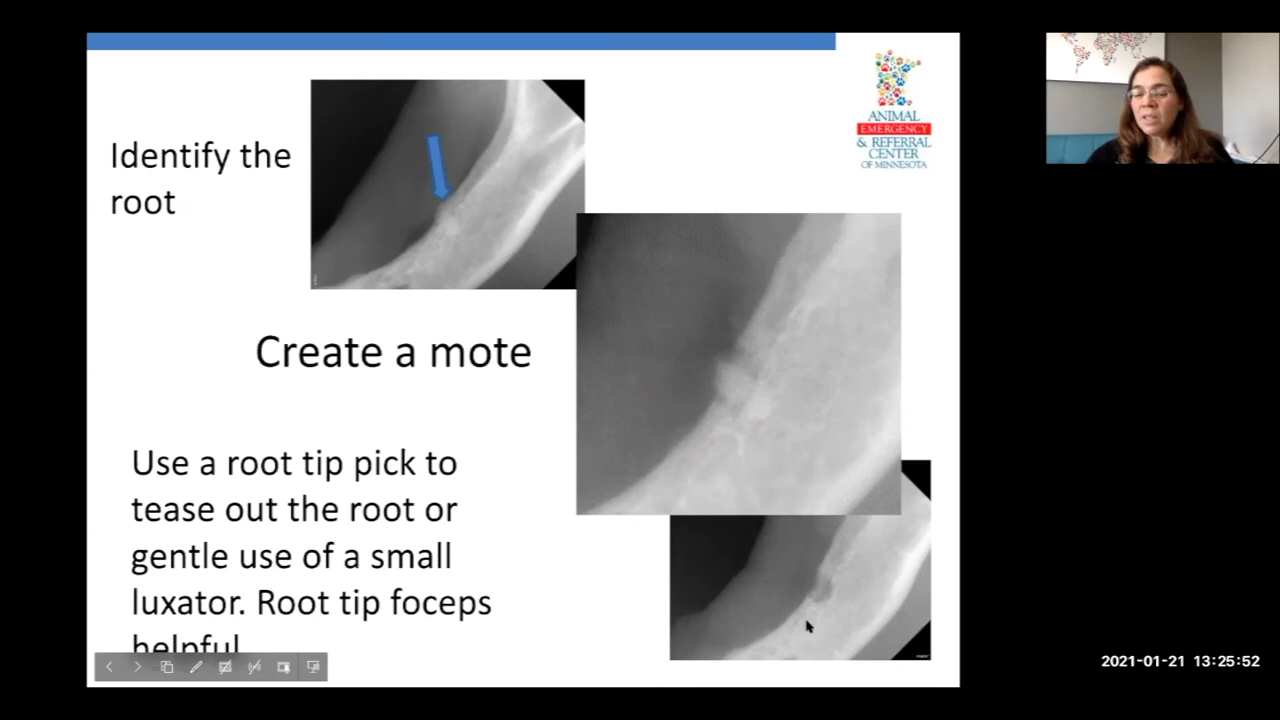 Identify the
root
ANIMAL
EMERGENCY
& REFERRAL
CENTER
OF MINNESOTA
Create a mote
Use a root tip pick to
tease out the root or
gentle use of a small
luxator. Root tip foceps
helpful
2021-01-21 13:25:52